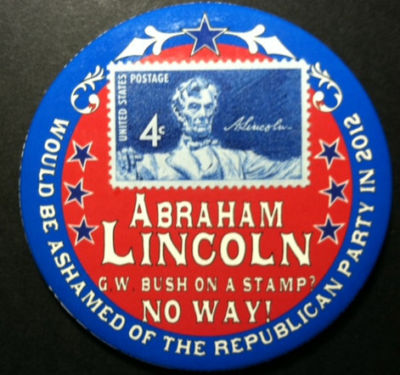 UNITED STATES POSTAGE
4c
A. Lincoln
ABRAHAM
LINCOLN
G.W. BUSH ON A STAMP?
NO WAY!
WOULD BE ASHAMED OF THE REPUBLICAN PARTY IN 2012